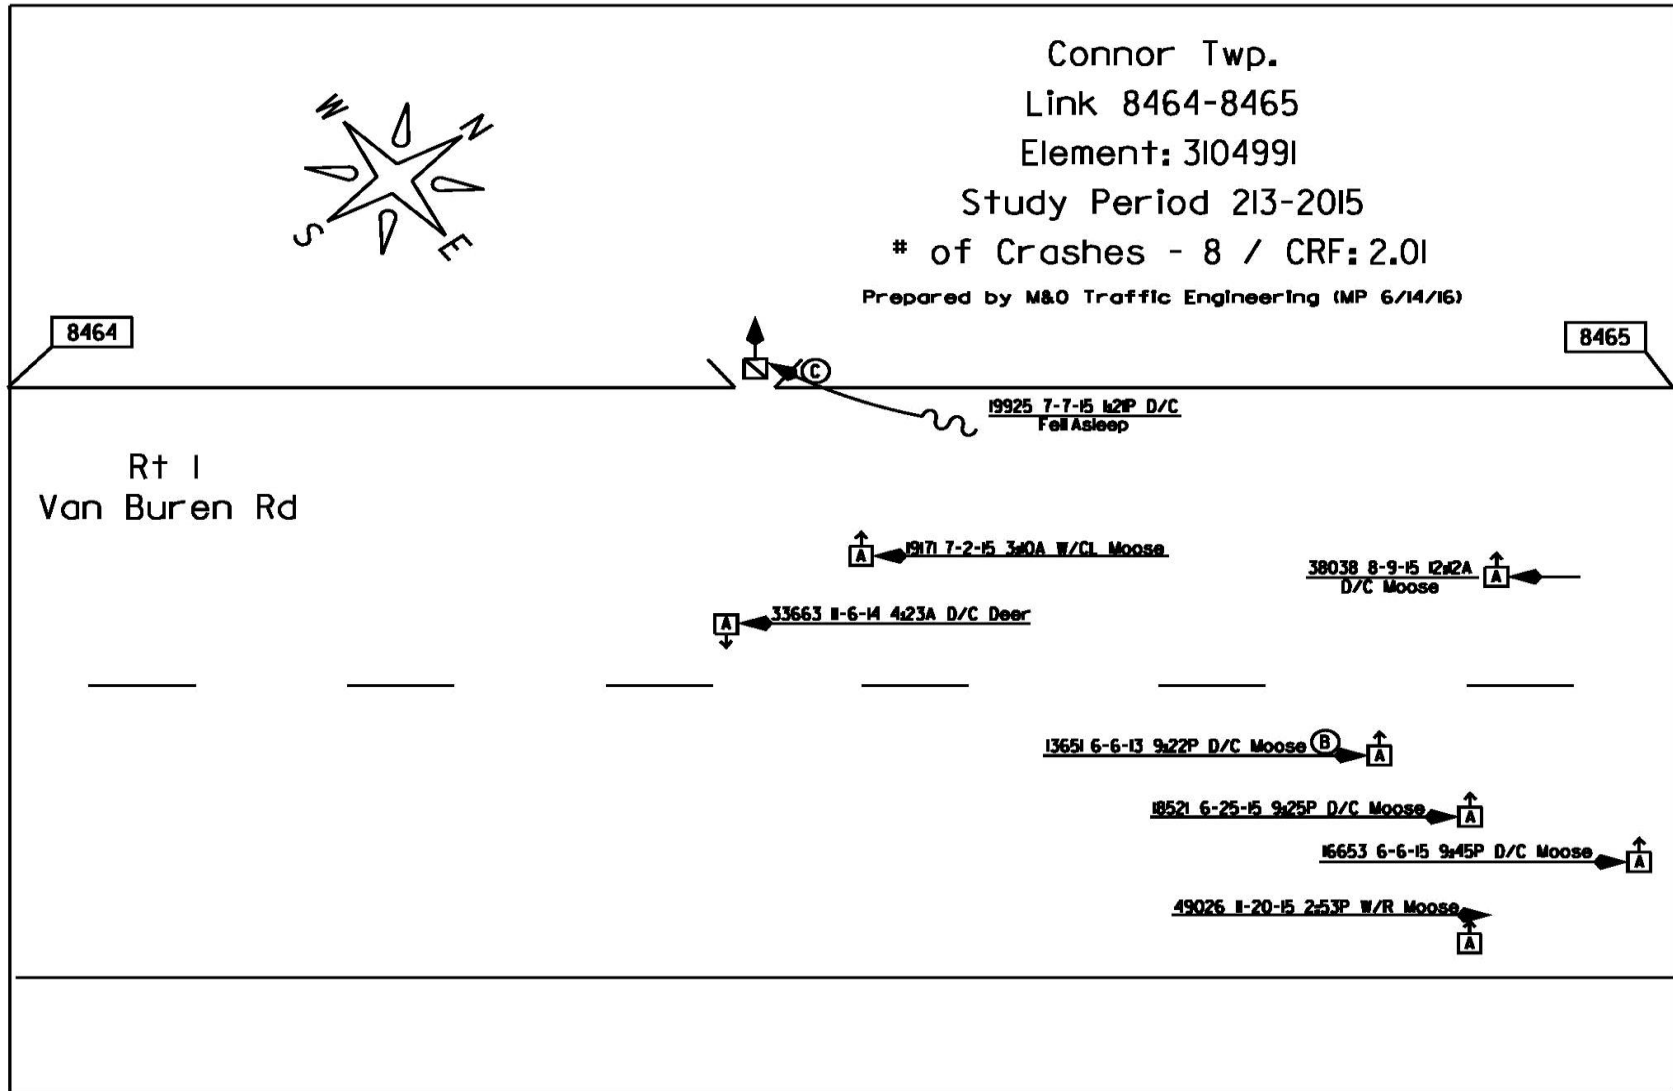 Connor Twp.
Link 8464-8465
Element: 3104991
Study Period 213-2015
# of Crashes - 8 / CRF: 2.01
Prepared by M&O Traffic Engineering (MP 6/14/16)
W
N
S
E
8464
8465
C
19925 7-7-15 1:21P D/C
Fell Asleep
Rt 1
Van Buren Rd
19171 7-2-15 3:10A W/CL Moose
A
38038 8-9-15 12:12A
D/C Moose
A
A
33663 11-6-14 4:23A D/C Deer
13651 6-6-13 9:22P D/C Moose B
A
18521 6-25-15 9:25P D/C Moose
A
16653 6-6-15 9:45P D/C Moose
A
49026 11-20-15 2:53P W/R Moose
A